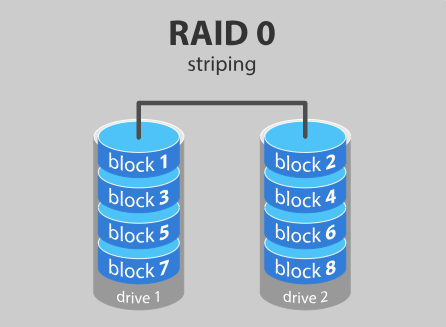 RAID 0
striping
block 1
block 3
block 5
block 7
drive 1
block 2
block 4
block 6
block 8
drive 2